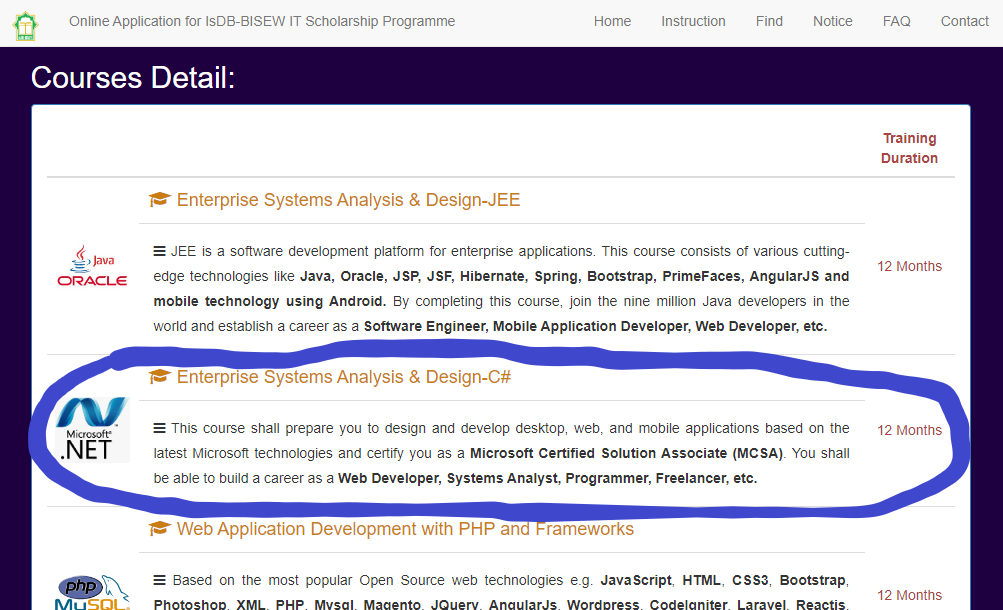 Online Application for IsDB-BISEW IT Scholarship Programme
Home Instruction Find Notice FAQ Contact
Courses Detail:
Training
Duration
Enterprise Systems Analysis & Design-JEE
Java
ORACLE
JEE is a software development platform for enterprise applications. This course consists of various cutting-
edge technologies like Java, Oracle, JSP, JSF, Hibernate, Spring, Bootstrap, PrimeFaces, AngularJS and
mobile technology using Android. By completing this course, join the nine million Java developers in the
world and establish a career as a Software Engineer, Mobile Application Developer, Web Developer, etc.
12 Months
Enterprise Systems Analysis & Design-C#
Microsoft®
.NET
This course shall prepare you to design and develop desktop, web, and mobile applications based on the
latest Microsoft technologies and certify you as a Microsoft Certified Solution Associate (MCSA). You shall
be able to build a career as a Web Developer, Systems Analyst, Programmer, Freelancer, etc.
12 Months
Web Application Development with PHP and Frameworks
php
MySQL
Based on the most popular Open Source web technologies e.g. JavaScript, HTML, CSS3, Bootstrap,
Photoshop, XML, PHP, Mysql, Magento, JQuery, AngularJs, Wordpress, CodeIgniter, Laravel, Reactjs,
12 Months